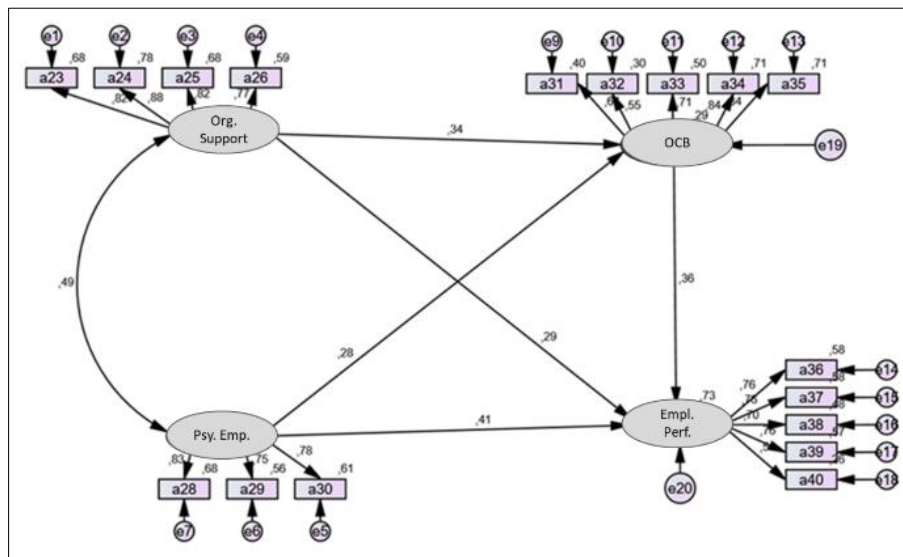 e1 e2 e3 e4
,68 ,78 ,68 ,59
a23 a24 a25 a26
,82 ,88 ,82 ,77
Org.
Support
e9 e10 e11 e12 e13
,40 ,30 ,50 ,71 ,71
a31 a32 a33 a34 a35
,55 ,71 ,84
,29
OCB
e19
,34
,49
,36
,28
,29
,41
Psy. Emp.
,83 ,75 ,78
,68 ,56 ,61
a28 a29 a30
e7 e6 e5
,73
Empl.
Perf.
e20
,76
,70
,58
a36 e14
a37 e15
a38 e16
a39 e17
a40 e18